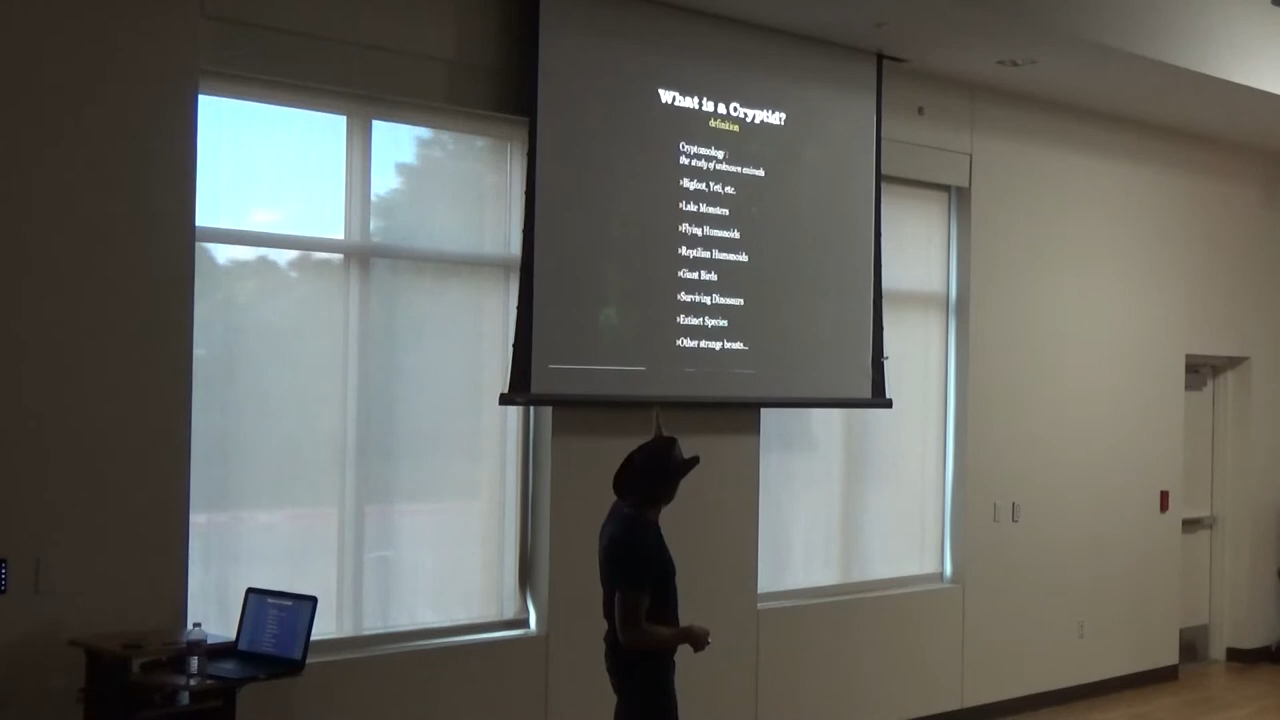 What is a Cryptid?
definition
Cryptozoology :
the study of unknown animals
»Bigfoot, Yeti, etc.
»Lake Monsters
»Flying Humanoids
»Reptilian Humanoids
»Giant Birds
»Surviving Dinosaurs
»Extinct Species
»Other strange beasts...